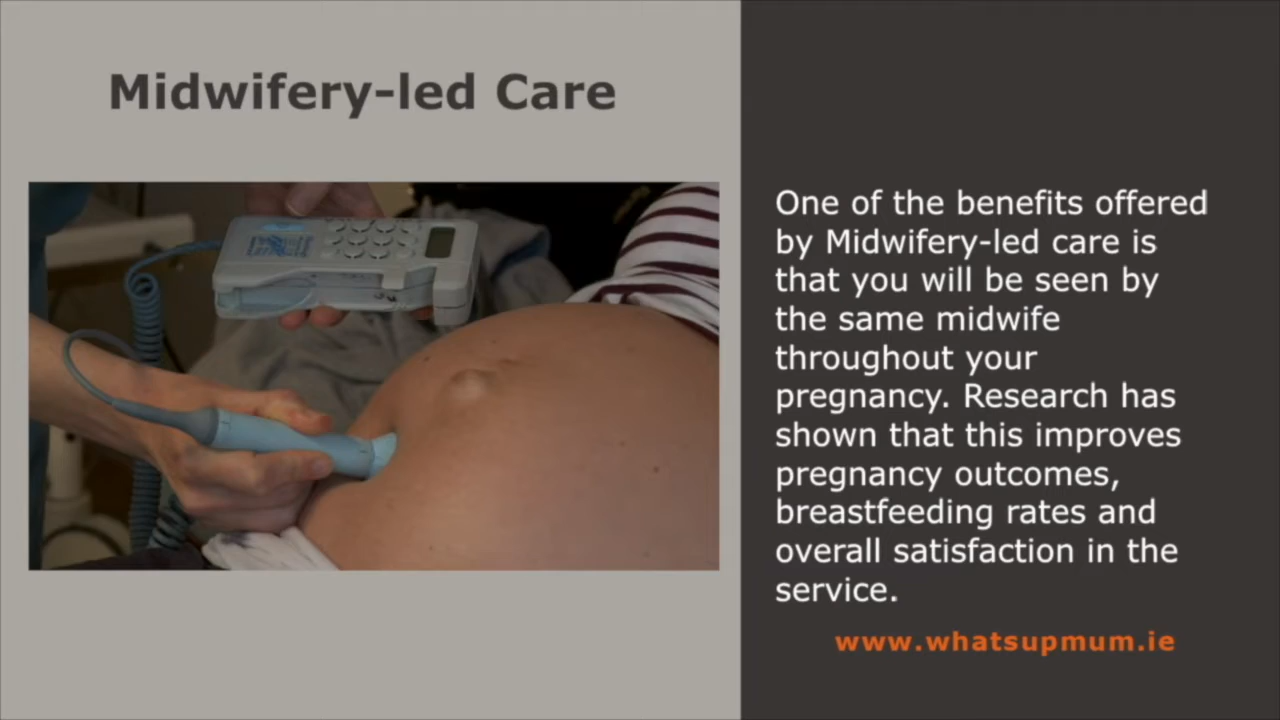 Midwifery-led Care
One of the benefits offered
by Midwifery-led care is
that you will be seen by
the same midwife
throughout your
pregnancy. Research has
shown that this improves
pregnancy outcomes,
breastfeeding rates and
overall satisfaction in the
service.
www.whatsupmum.ie